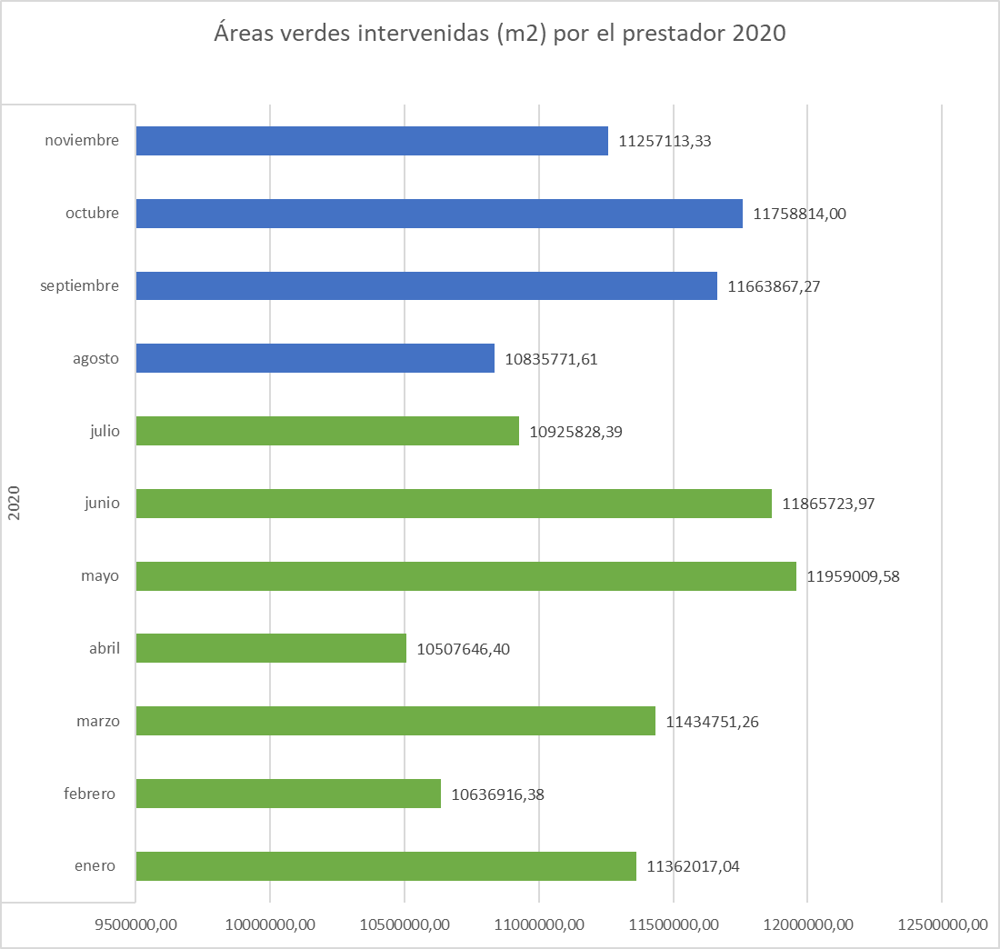 Áreas verdes intervenidas (m2) por el prestador 2020
noviembre 11257113,33
octubre 11758814,00
septiembre 11663867,27
agosto 10835771,61
julio 10925828,39
junio 11865723,97
2020
mayo 11959009,58
abril 10507646,40
marzo 11434751,26
febrero 10636916,38
enero 11362017,04
9500000,00 10000000,00 10500000,00 11000000,00 11500000,00 12000000,00 12500000,00